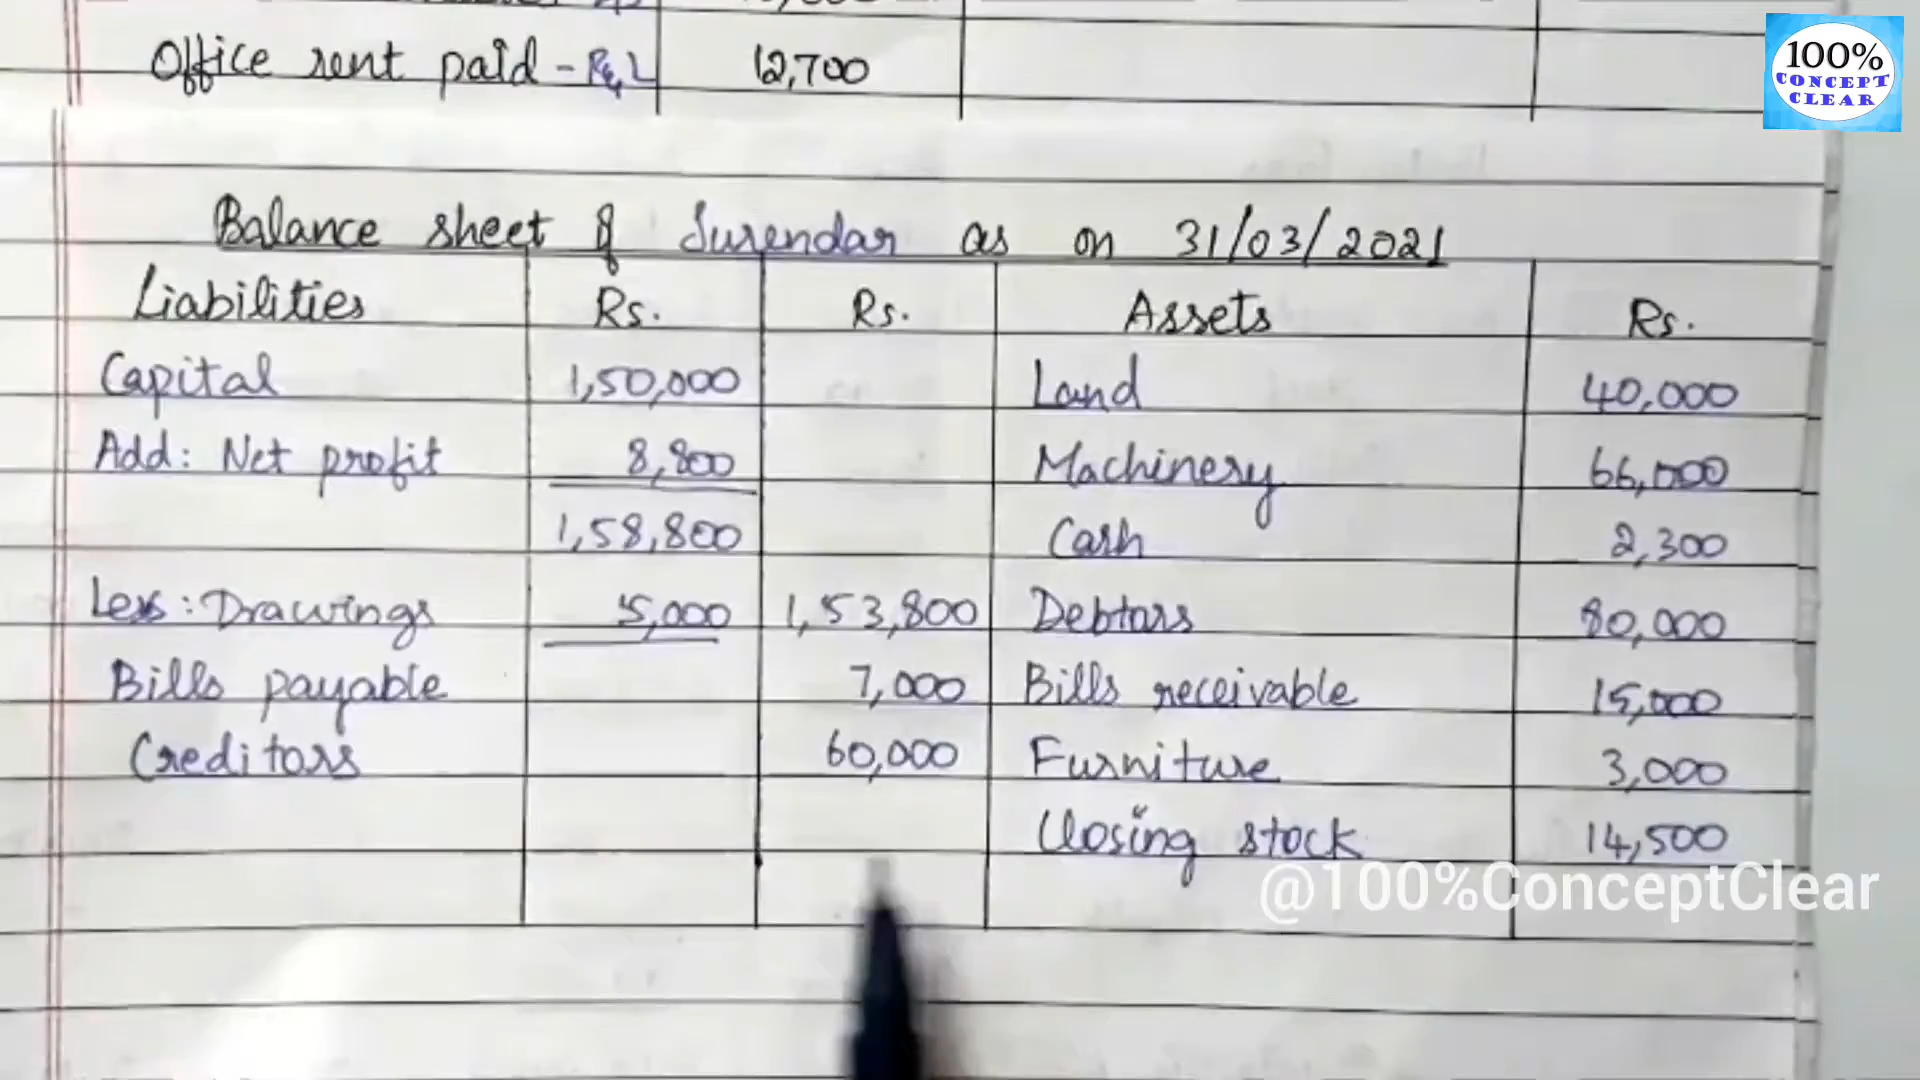 Office rent paid - P&L 12,700
100%
CONCEPT
CLEAR
Balance sheet of Surendar as on 31/03/2021
Liabilities Rs. Rs. Assets Rs.
Capital 1,50,000 Land 40,000
Add: Net profit 8,800 Machinery 66,000
1,58,800 Cash 2,300
Less: Drawings 5,000 1,53,800 Debtors 80,000
Bills payable 7,000 Bills receivable 15,000
Creditors 60,000 Furniture 3,000
Closing stock 14,500
@100%ConceptClear